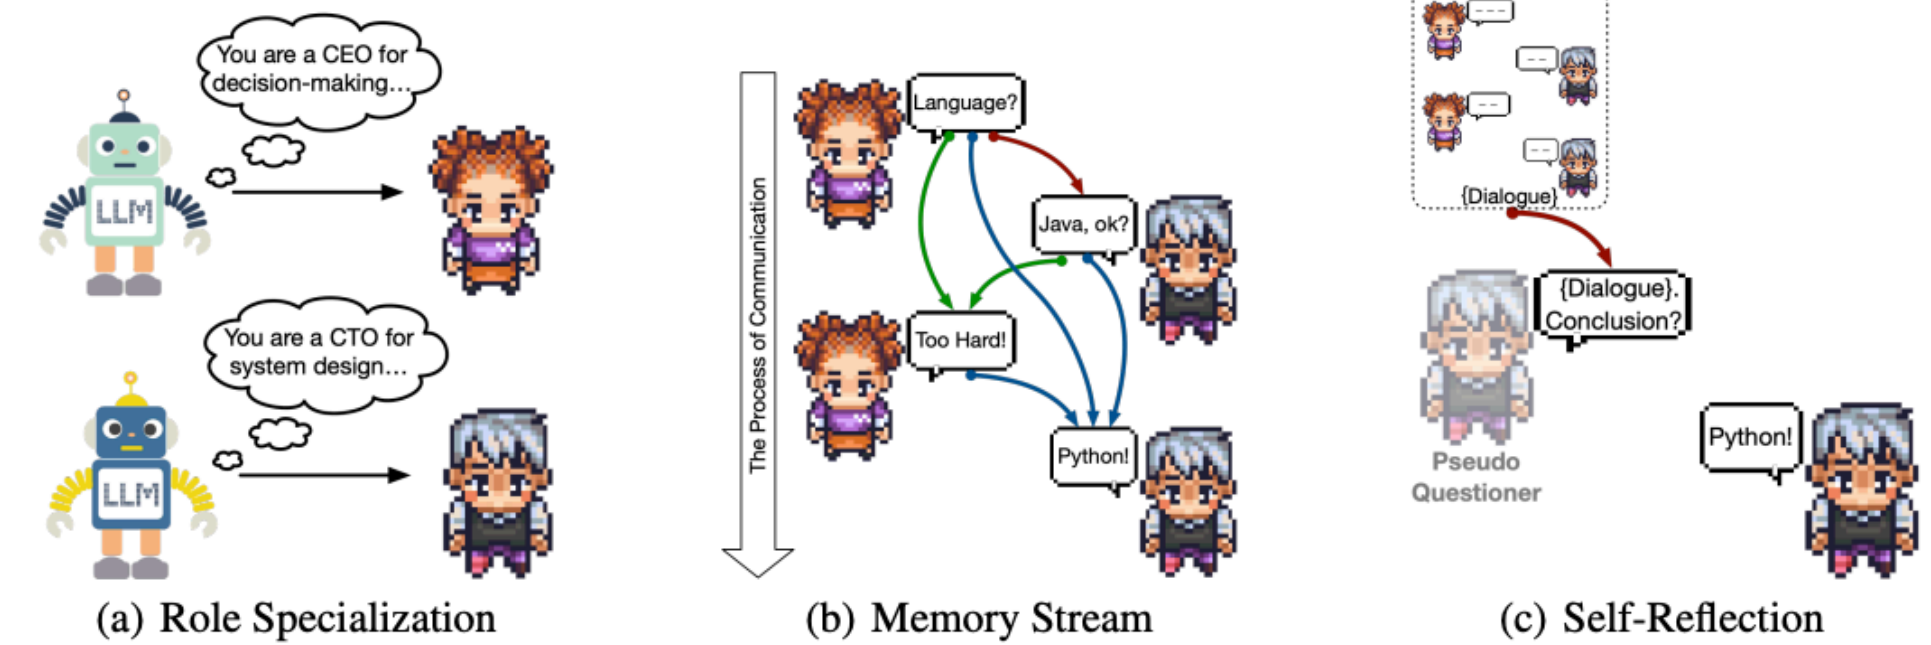 You are a CEO for
decision-making...
LLM
You are a CTO for
system design...
LLM
(a) Role Specialization
The Process of Communication
Language?
Java, ok?
Too Hard!
Python!
(b) Memory Stream
{Dialogue}
{Dialogue}.
Conclusion?
Pseudo
Questioner
Python!
(c) Self-Reflection